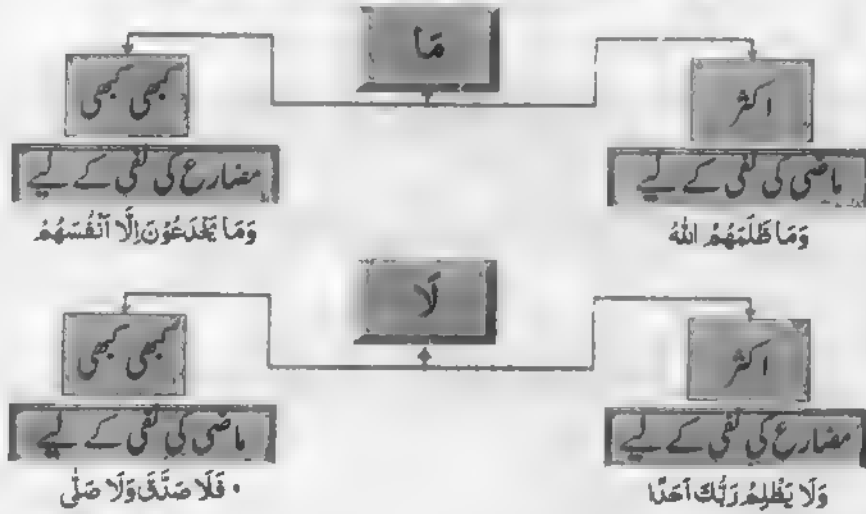 مَا
اکثر
کبھی کبھی
ماضی کی نفی کے لیے
مضارع کی نفی کے لیے
وَمَا ظَلَمَهُمُ اللّٰهُ
وَمَا يَخْدَعُوْنَ اِلَّا اَنْفُسَهُمْ
لَا
اکثر
کبھی کبھی
مضارع کی نفی کے لیے
ماضی کی نفی کے لیے
وَلَا يَظْلِمُ رَبُّكَ اَحَدًا
فَلَا صَدَّقَ وَلَا صَلّٰى